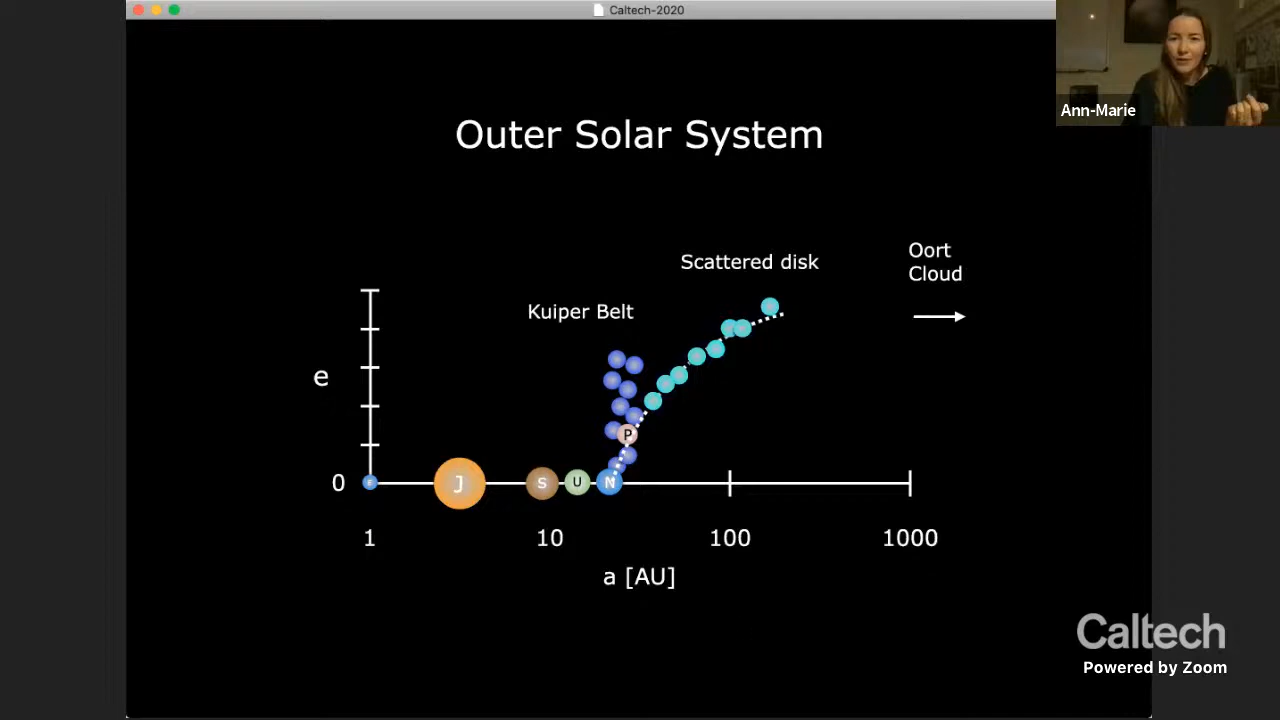 Caltech-2020
Ann-Marie
Outer Solar System
Oort
Cloud
Scattered disk
Kuiper Belt
e
P
0
E
J
S
U
N
1
10
100
1000
a [AU]
Caltech
Powered by Zoom